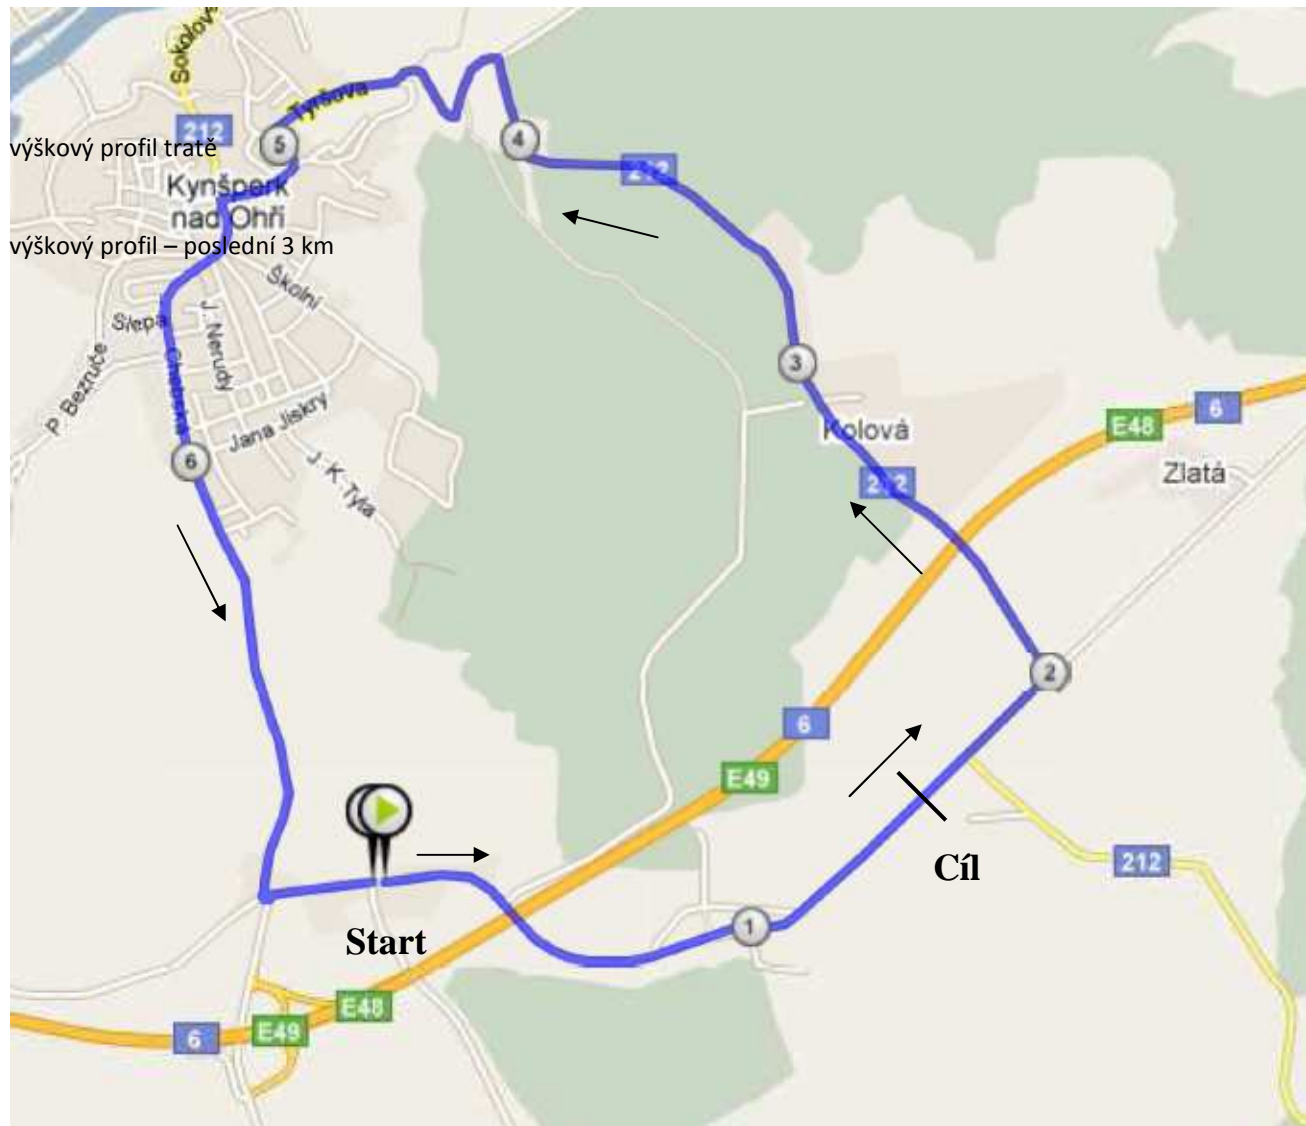 Sokolov
Tyršova
212
5
4
výškový profil tratě
212
Kynšperk
nad Ohří
výškový profil – poslední 3 km
Školní
Slepa
J. Nerudy
Chebská
3
P. Bezruče
6
E48
Jana Jiskry
Kolová
6
J. K. Tyla
212
Zlatá
2
6
E49
Cíl
212
1
Start
E48
E49
6